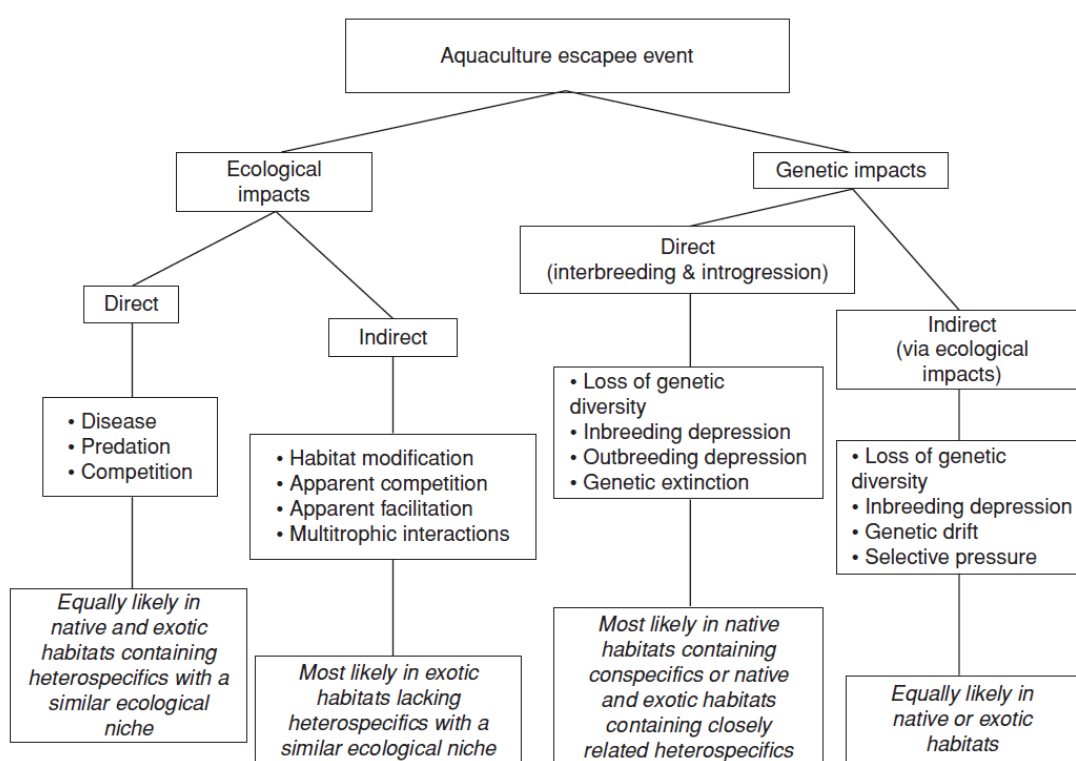 Aquaculture escapee event
Ecological
impacts
Genetic impacts
Direct
Indirect
Direct
(interbreeding & introgression)
Indirect
(via ecological
impacts)
• Disease
• Predation
• Competition
• Habitat modification
• Apparent competition
• Apparent facilitation
• Multitrophic interactions
• Loss of genetic
diversity
• Inbreeding depression
• Outbreeding depression
• Genetic extinction
• Loss of genetic
diversity
• Inbreeding depression
• Genetic drift
• Selective pressure
Equally likely in
native and exotic
habitats containing
heterospecifics with a
similar ecological
niche
Most likely in exotic
habitats lacking
heterospecifics with a
similar ecological niche
Most likely in native
habitats containing
conspecifics or native
and exotic habitats
containing closely
related heterospecifics
Equally likely in
native or exotic
habitats